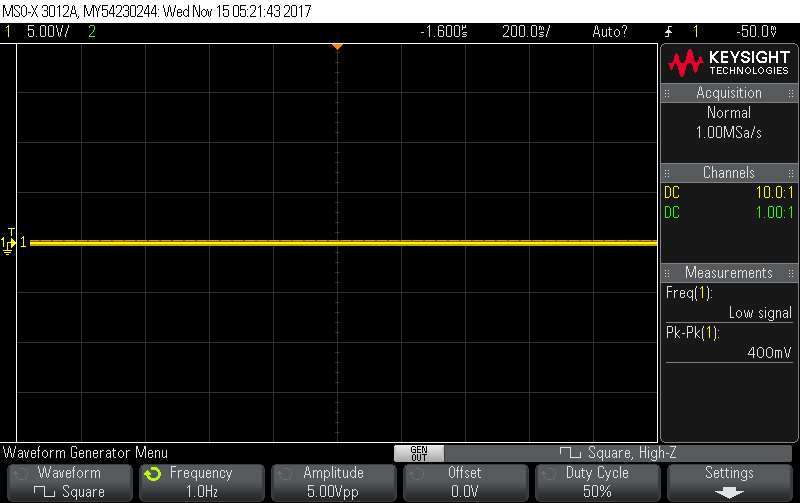 MSO-X 3012A, MY54230244: Wed Nov 15 05:21:43 2017
1 5.00V/ 2 -1.600s 200.0s/ Auto? 1 -50.0V
KEYSIGHT
TECHNOLOGIES
Acquisition
Normal
1.00MSa/s
Channels
DC 10.0:1
DC 1.00:1
T
1 1
Measurements
Freq(1):
Low signal
Pk-Pk(1):
400mV
Waveform Generator Menu
GEN
OUT
Square, High-Z
Waveform
Square
Frequency
1.0Hz
Amplitude
5.00Vpp
Offset
0.0V
Duty Cycle
50%
Settings